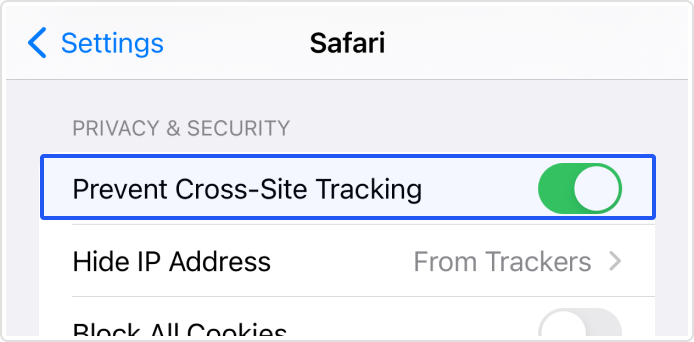 Settings
Safari
PRIVACY & SECURITY
Prevent Cross-Site Tracking
Hide IP Address
From Trackers
Block All Cookies